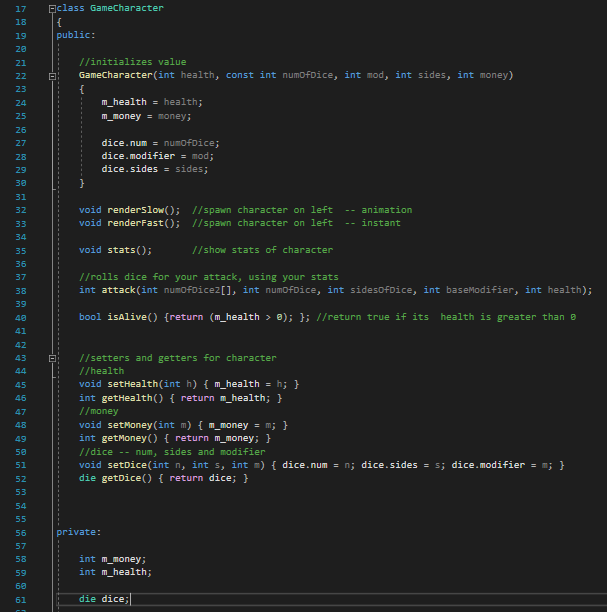 17 class GameCharacter
18 {
19 public:
20
21 //initializes value
22 GameCharacter(int health, const int numOfDice, int mod, int sides, int money)
23 {
24 m_health = health;
25 m_money = money;
26
27 dice.num = numOfDice;
28 dice.modifier = mod;
29 dice.sides = sides;
30 }
31
32 void renderSlow();  //spawn character on left  -- animation
33 void renderFast();  //spawn character on left  -- instant
34
35 void stats();       //show stats of character
36
37 //rolls dice for your attack, using your stats
38 int attack(int numOfDice2[], int numOfDice, int sidesOfDice, int baseModifier, int health);
39
40 bool isAlive() {return (m_health > 0); }; //return true if its  health is greater than 0
41
42
43 //setters and getters for character
44 //health
45 void setHealth(int h) { m_health = h; }
46 int getHealth() { return m_health; }
47 //money
48 void setMoney(int m) { m_money = m; }
49 int getMoney() { return m_money; }
50 //dice -- num, sides and modifier
51 void setDice(int n, int s, int m) { dice.num = n; dice.sides = s; dice.modifier = m; }
52 die getDice() { return dice; }
53
54
55
56 private:
57
58 int m_money;
59 int m_health;
60
61 die dice;